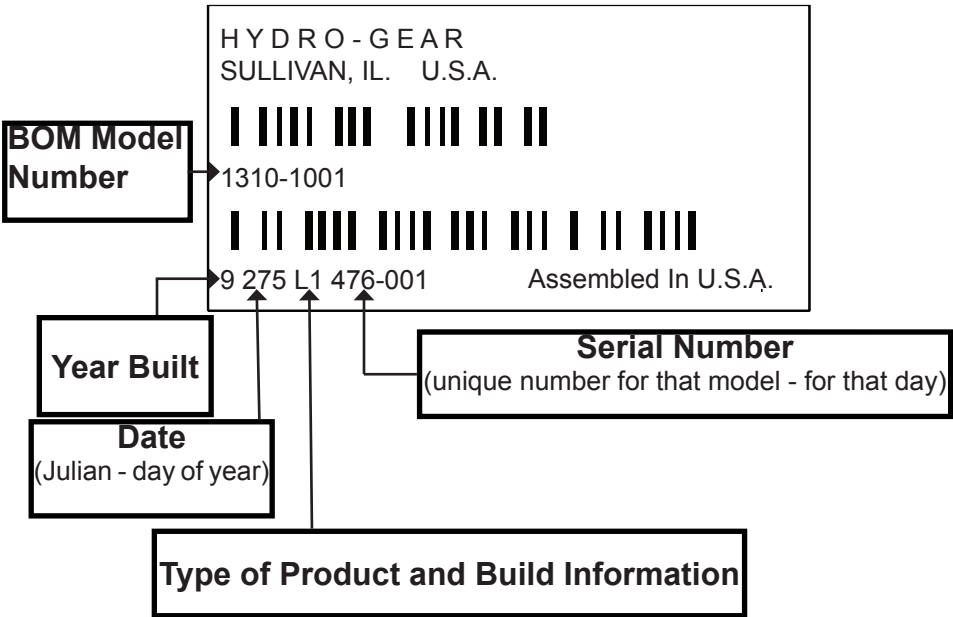 HYDRO-GEAR
SULLIVAN, IL. U.S.A.
BOM Model
Number
1310-1001
9 275 L1 476-001 Assembled In U.S.A.
Year Built
Serial Number
(unique number for that model - for that day)
Date
(Julian - day of year)
Type of Product and Build Information